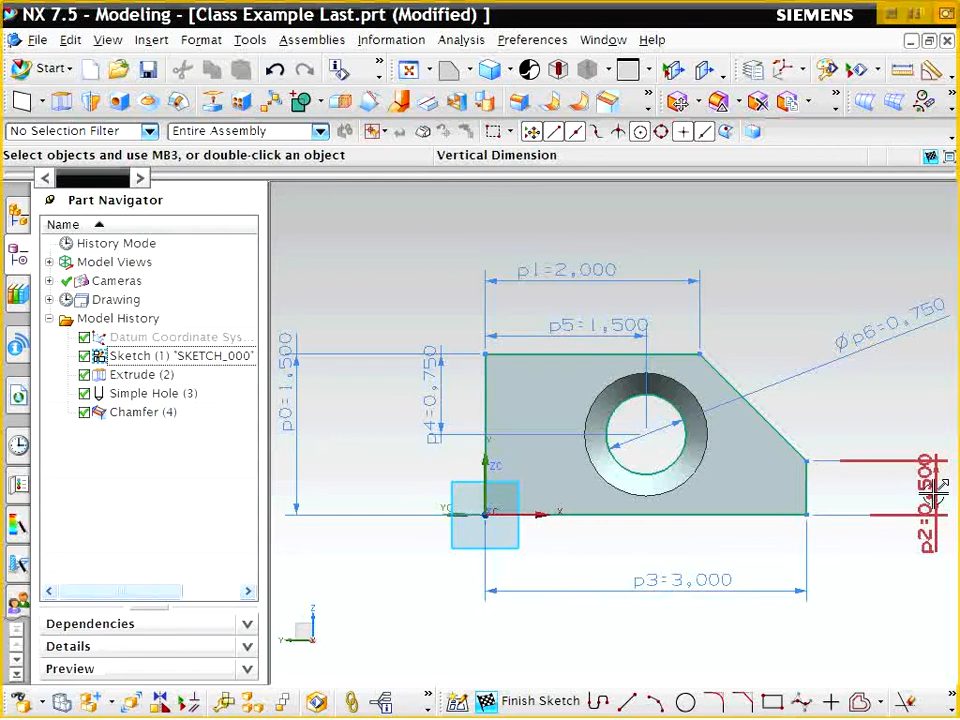 NX 7.5 - Modeling - [Class Example Last.prt (Modified) ]
SIEMENS
File Edit View Insert Format Tools Assemblies Information Analysis Preferences Window Help
Start
No Selection Filter
Entire Assembly
Select objects and use MB3, or double-click an object
Vertical Dimension
Part Navigator
Name
History Mode
Model Views
Cameras
Drawing
Model History
Datum Coordinate Sys...
Sketch (1) "SKETCH_000"
Extrude (2)
Simple Hole (3)
Chamfer (4)
Dependencies
Details
Preview
p1=2,000
p5=1,500
Φp6=0,750
p0=1,500
p4=0,750
p2=0,500
p3=3,000
Y
ZC
YC
X
Z
Y
X
Finish Sketch